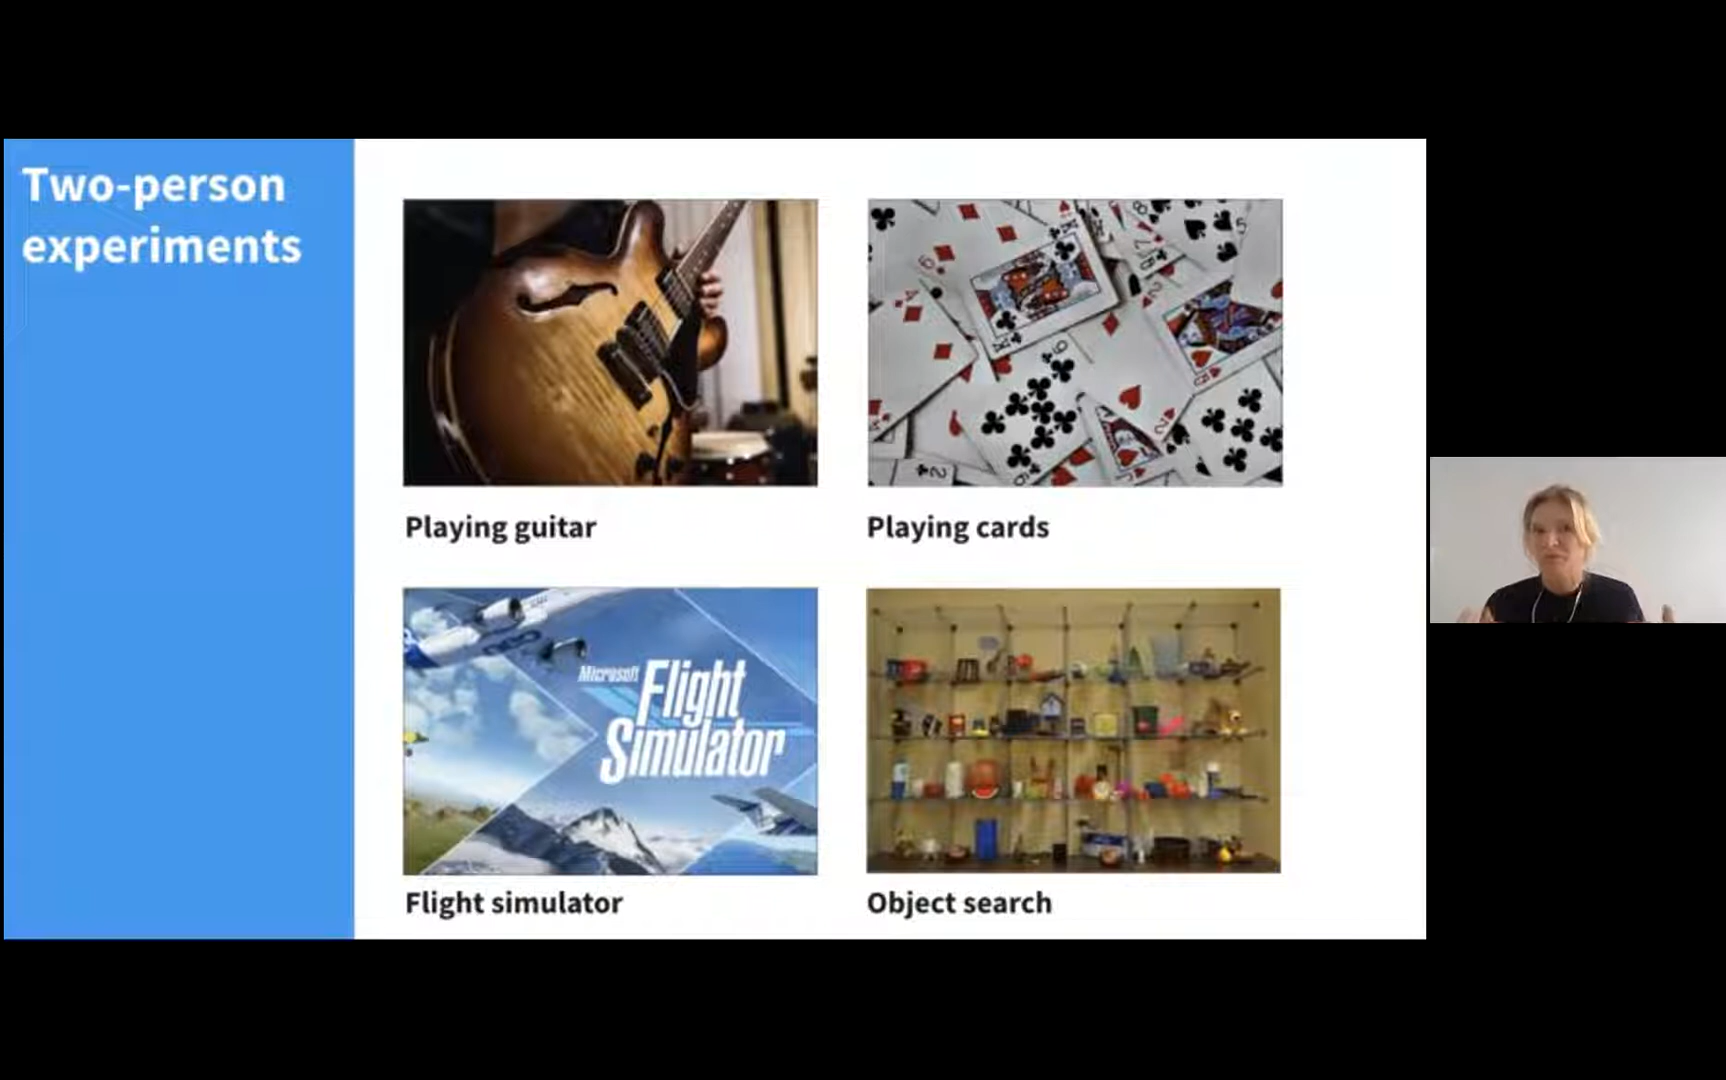 Two-person
experiments
Playing guitar
Playing cards
Microsoft
Flight
Simulator
Flight simulator
Object search